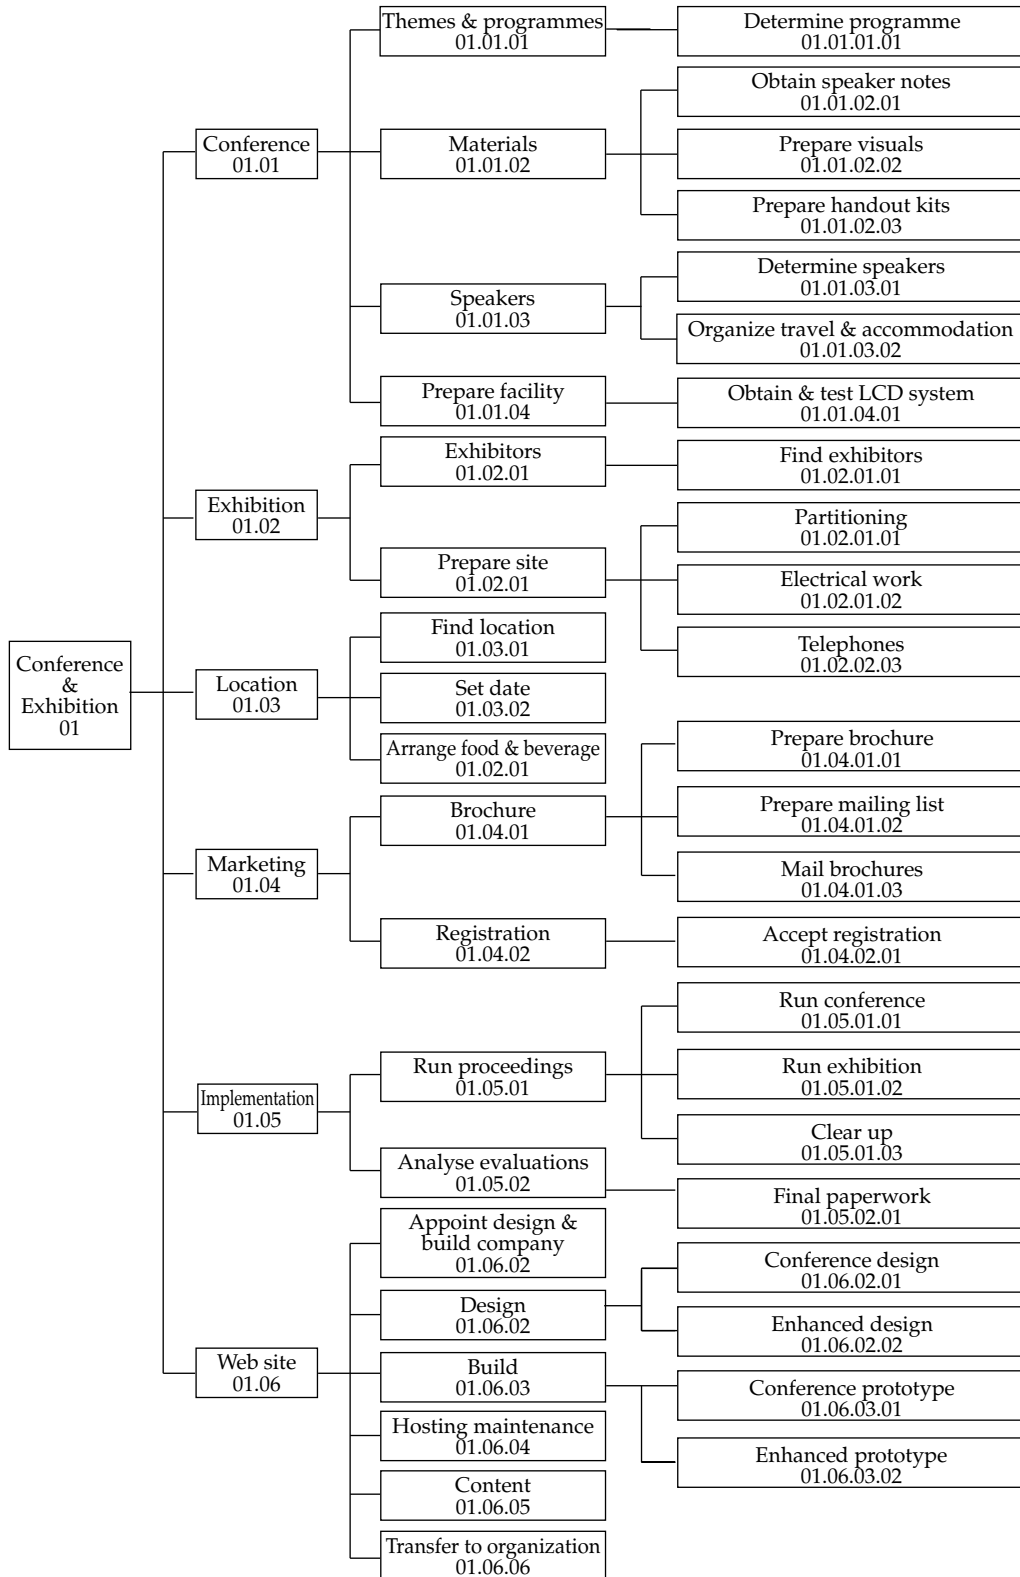 Conference
&
Exhibition
01
Conference
01.01
Themes & programmes
01.01.01
Determine programme
01.01.01.01
Materials
01.01.02
Obtain speaker notes
01.01.02.01
Prepare visuals
01.01.02.02
Prepare handout kits
01.01.02.03
Speakers
01.01.03
Determine speakers
01.01.03.01
Organize travel & accommodation
01.01.03.02
Prepare facility
01.01.04
Obtain & test LCD system
01.01.04.01
Exhibition
01.02
Exhibitors
01.02.01
Find exhibitors
01.02.01.01
Prepare site
01.02.01
Partitioning
01.02.01.01
Electrical work
01.02.01.02
Telephones
01.02.02.03
Location
01.03
Find location
01.03.01
Set date
01.03.02
Arrange food & beverage
01.02.01
Marketing
01.04
Brochure
01.04.01
Prepare brochure
01.04.01.01
Prepare mailing list
01.04.01.02
Mail brochures
01.04.01.03
Registration
01.04.02
Accept registration
01.04.02.01
Implementation
01.05
Run proceedings
01.05.01
Run conference
01.05.01.01
Run exhibition
01.05.01.02
Clear up
01.05.01.03
Analyse evaluations
01.05.02
Final paperwork
01.05.02.01
Web site
01.06
Appoint design &
build company
01.06.02
Design
01.06.02
Conference design
01.06.02.01
Enhanced design
01.06.02.02
Build
01.06.03
Conference prototype
01.06.03.01
Enhanced prototype
01.06.03.02
Hosting maintenance
01.06.04
Content
01.06.05
Transfer to organization
01.06.06